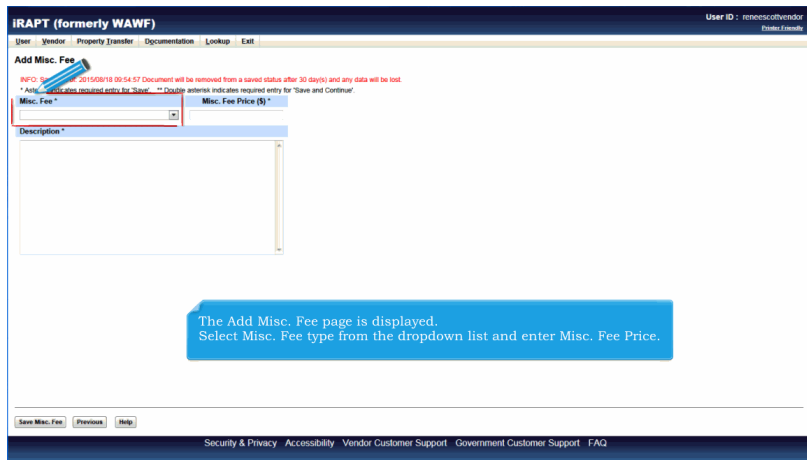 iRAPT (formerly WAWF)
User ID : reneescottvendor
Printer Friendly
User Vendor Property Transfer Documentation Lookup Exit
Add Misc. Fee
INFO: 2015/08/18 09:54:57 Document will be removed from a saved status after 30 day(s) and any data will be lost.
* indicates required entry for 'Save'. ** Double asterisk indicates required entry for 'Save and Continue'.
Misc. Fee * Misc. Fee Price ($) *
Description *
The Add Misc. Fee page is displayed.
Select Misc. Fee type from the dropdown list and enter Misc. Fee Price.
Save Misc. Fee Previous Help
Security & Privacy Accessibility Vendor Customer Support Government Customer Support FAQ